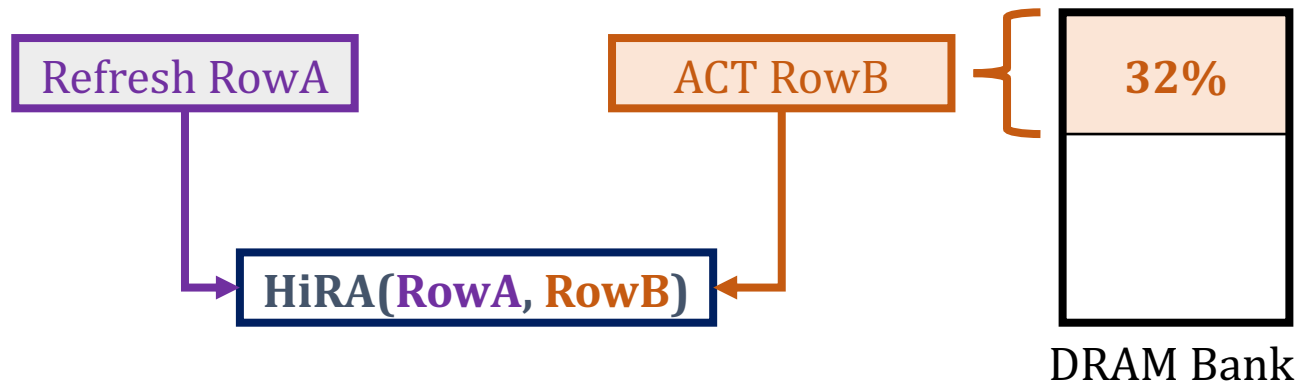 Refresh RowA
ACT RowB
32%
HiRA(RowA, RowB)
DRAM Bank